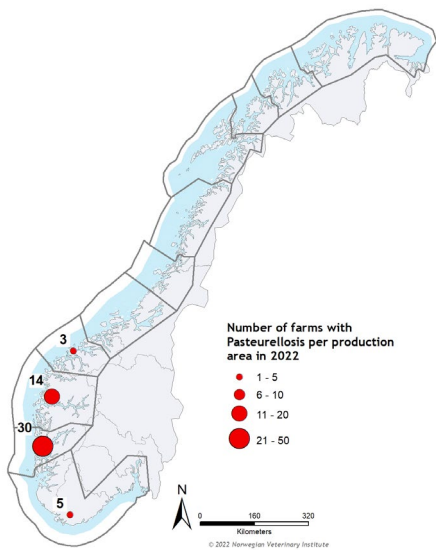 3
14
30
5
Number of farms with
Pasteurellosis per production
area in 2022
1 - 5
6 - 10
11 - 20
21 - 50
N
0 160 320
Kilometers
© 2022 Norwegian Veterinary Institute